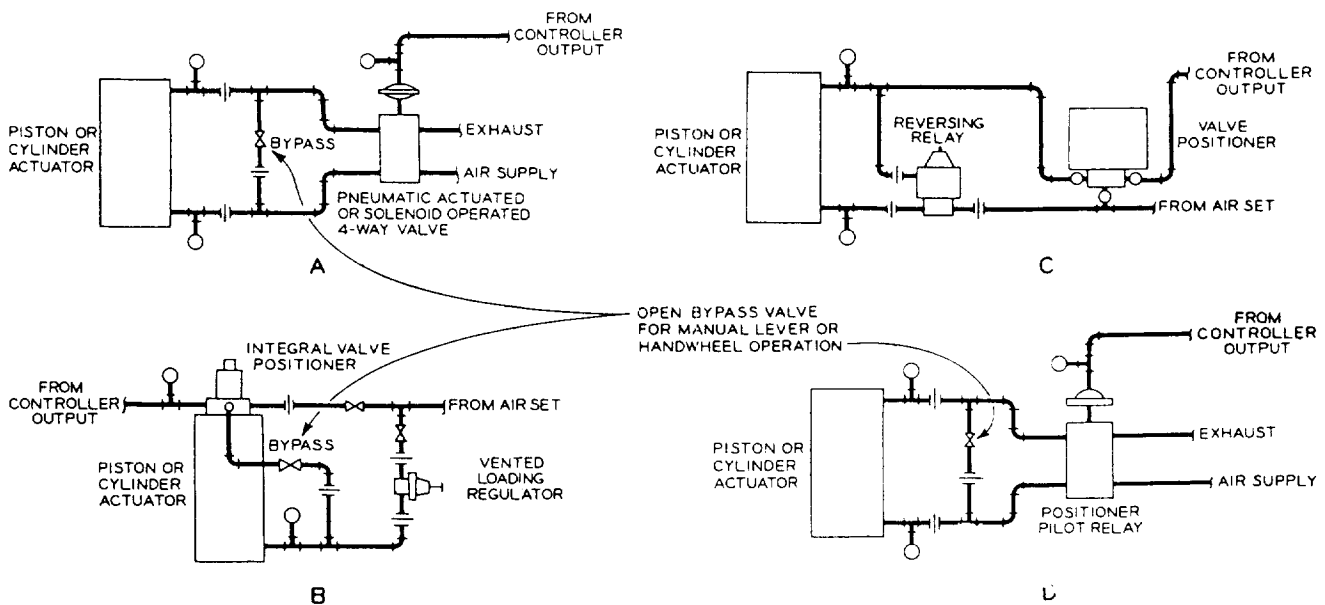 FROM
CONTROLLER
OUTPUT
PISTON OR
CYLINDER
ACTUATOR
BYPASS
EXHAUST
AIR SUPPLY
PNEUMATIC ACTUATED
OR SOLENOID OPERATED
4-WAY VALVE
A
FROM
CONTROLLER
OUTPUT
PISTON OR
CYLINDER
ACTUATOR
REVERSING
RELAY
VALVE
POSITIONER
FROM AIR SET
C
OPEN BYPASS VALVE
FOR MANUAL LEVER OR
HANDWHEEL OPERATION
INTEGRAL VALVE
POSITIONER
FROM
CONTROLLER
OUTPUT
FROM AIR SET
BYPASS
PISTON OR
CYLINDER
ACTUATOR
VENTED
LOADING
REGULATOR
B
FROM
CONTROLLER
OUTPUT
PISTON OR
CYLINDER
ACTUATOR
EXHAUST
AIR SUPPLY
POSITIONER
PILOT RELAY
D